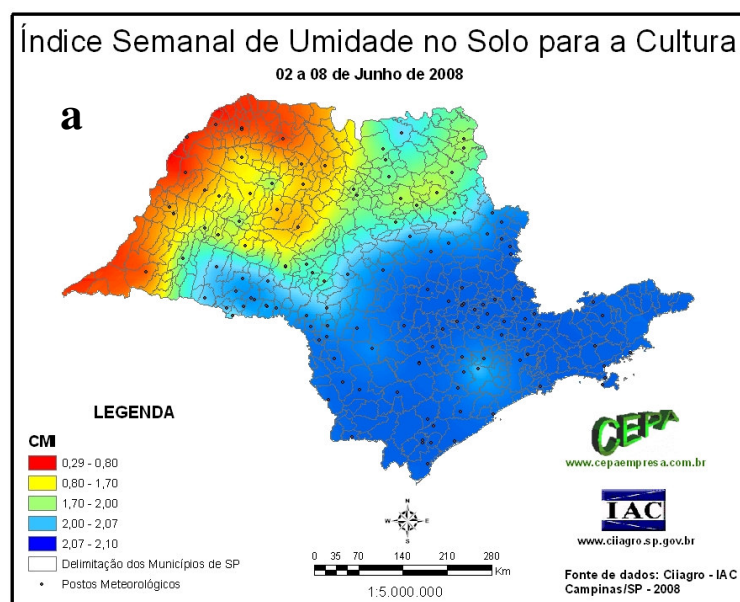 Índice Semanal de Umidade no Solo para a Cultura
02 a 08 de Junho de 2008
a
LEGENDA
CMI
0,29 - 0,80
0,80 - 1,70
1,70 - 2,00
2,00 - 2,07
2,07 - 2,10
Delimitação dos Municípios de SP
Postos Meteorológicos
N
W E
S
0 35 70 140 210 280
Km
1:5.000.000
CEPA
www.cepaempresa.com.br
IAC
www.ciiagro.sp.gov.br
Fonte de dados: Ciiagro - IAC
Campinas/SP - 2008